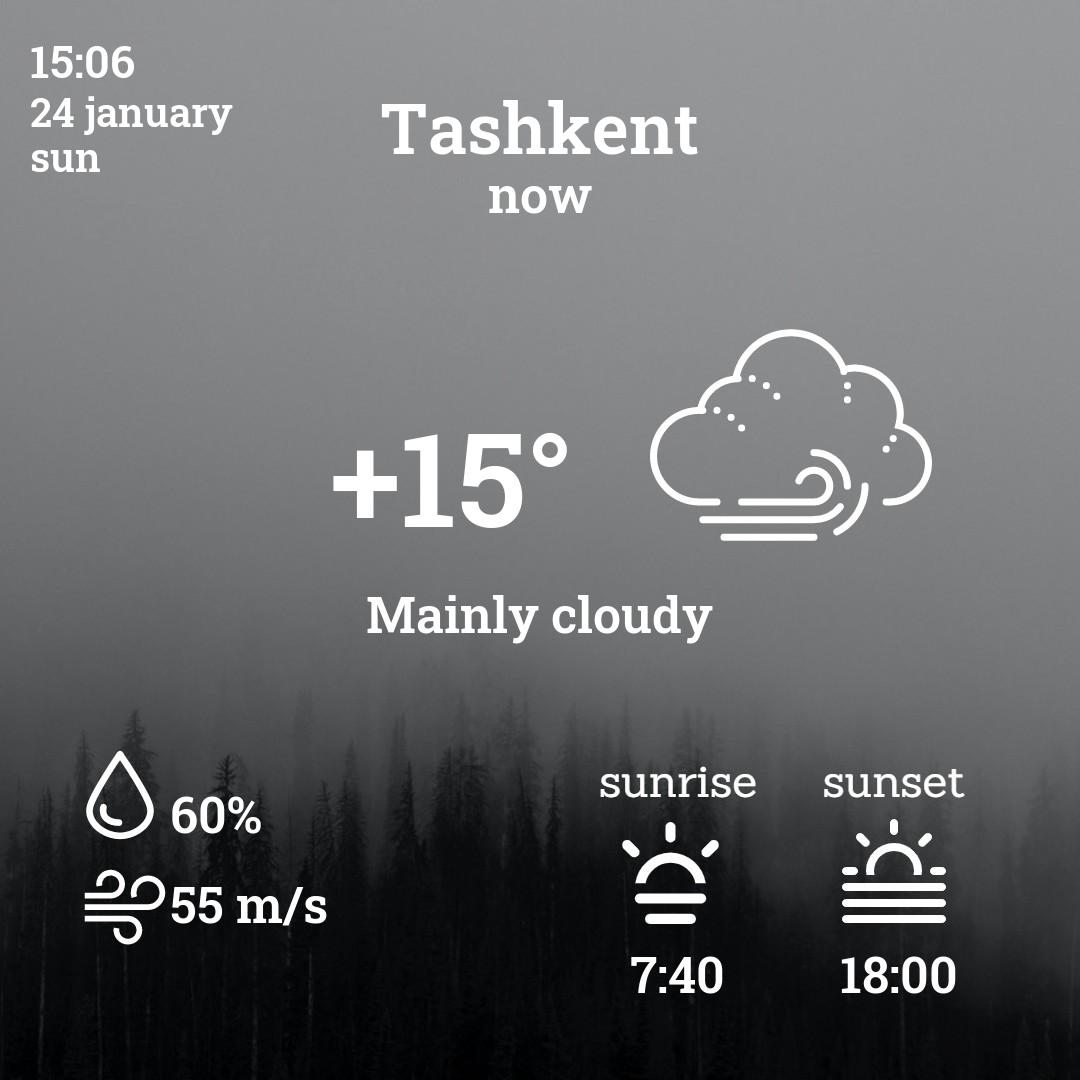 15:06
24 january
sun
Tashkent
now
+15°
Mainly cloudy
60%
55 m/s
sunrise
sunset
7:40
18:00